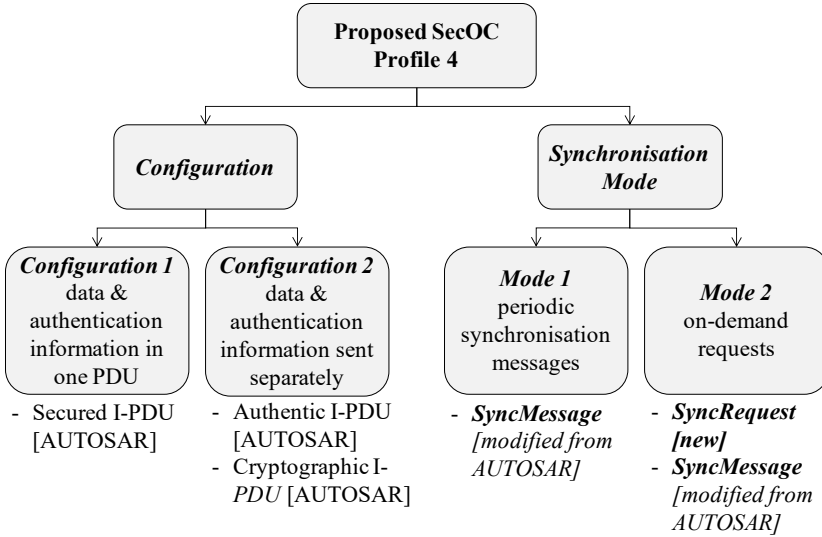 Proposed SecOC
Profile 4
Configuration
Synchronisation
Mode
Configuration 1
data &
authentication
information in
one PDU
Configuration 2
data &
authentication
information sent
separately
Mode 1
periodic
synchronisation
messages
Mode 2
on-demand
requests
- Secured I-PDU
[AUTOSAR]
- Authentic I-PDU
[AUTOSAR]
- Cryptographic I-
PDU [AUTOSAR]
- SyncMessage
[modified from
AUTOSAR]
- SyncRequest
[new]
- SyncMessage
[modified from
AUTOSAR]